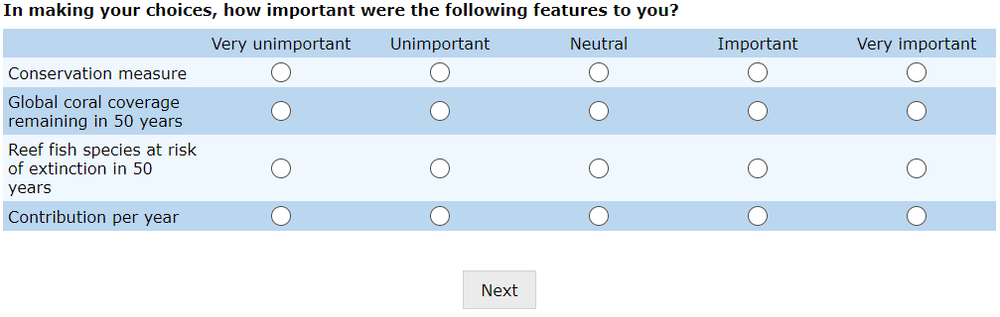 In making your choices, how important were the following features to you?
Very unimportant Unimportant Neutral Important Very important
Conservation measure
Global coral coverage
remaining in 50 years
Reef fish species at risk
of extinction in 50
years
Contribution per year
Next